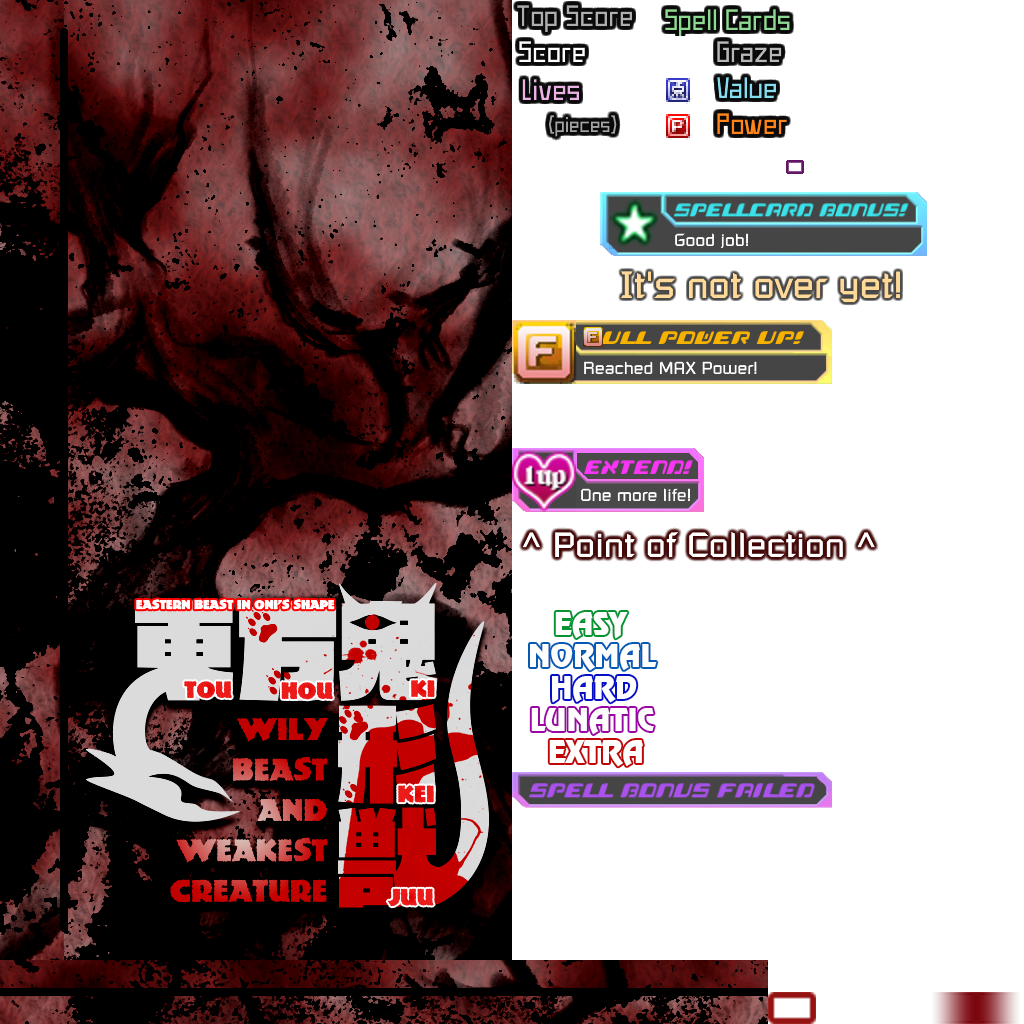 Top Score
Spell Cards
Score
Graze
Lives
Value
(pieces)
P
Power
SPELLCARD BONUS!
Good job!
It's not over yet!
F
FULL POWER UP!
Reached MAX Power!
1up
EXTEND!
One more life!
^ Point of Collection ^
EASY
NORMAL
HARD
LUNATIC
EXTRA
SPELL BONUS FAILED
EASTERN BEAST IN ONI'S SHAPE
東方鬼
TOU HOU KI
形
KEI
獣
JUU
WILY
BEAST
AND
WEAKEST
CREATURE